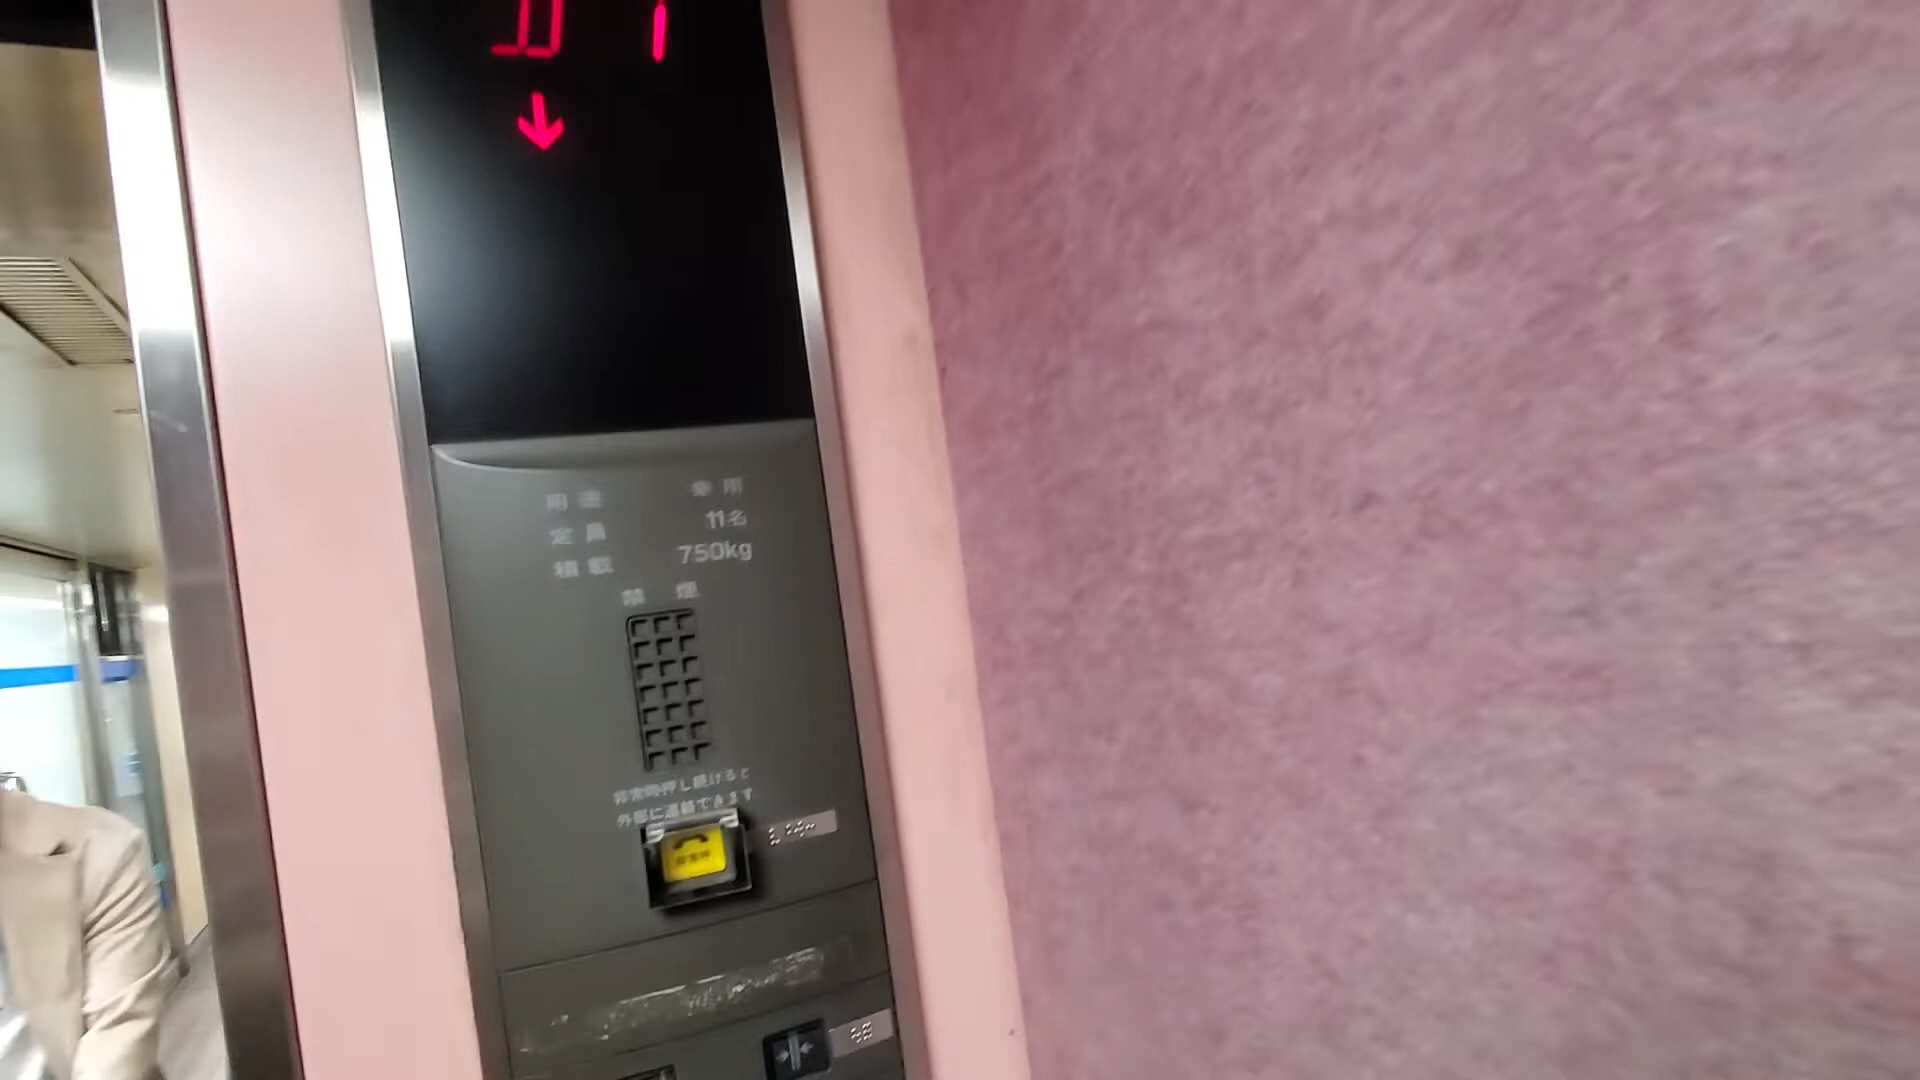 用途 乗用
定員 11名
積載 750kg
禁煙
非常時押し続けると
外部に連絡できます